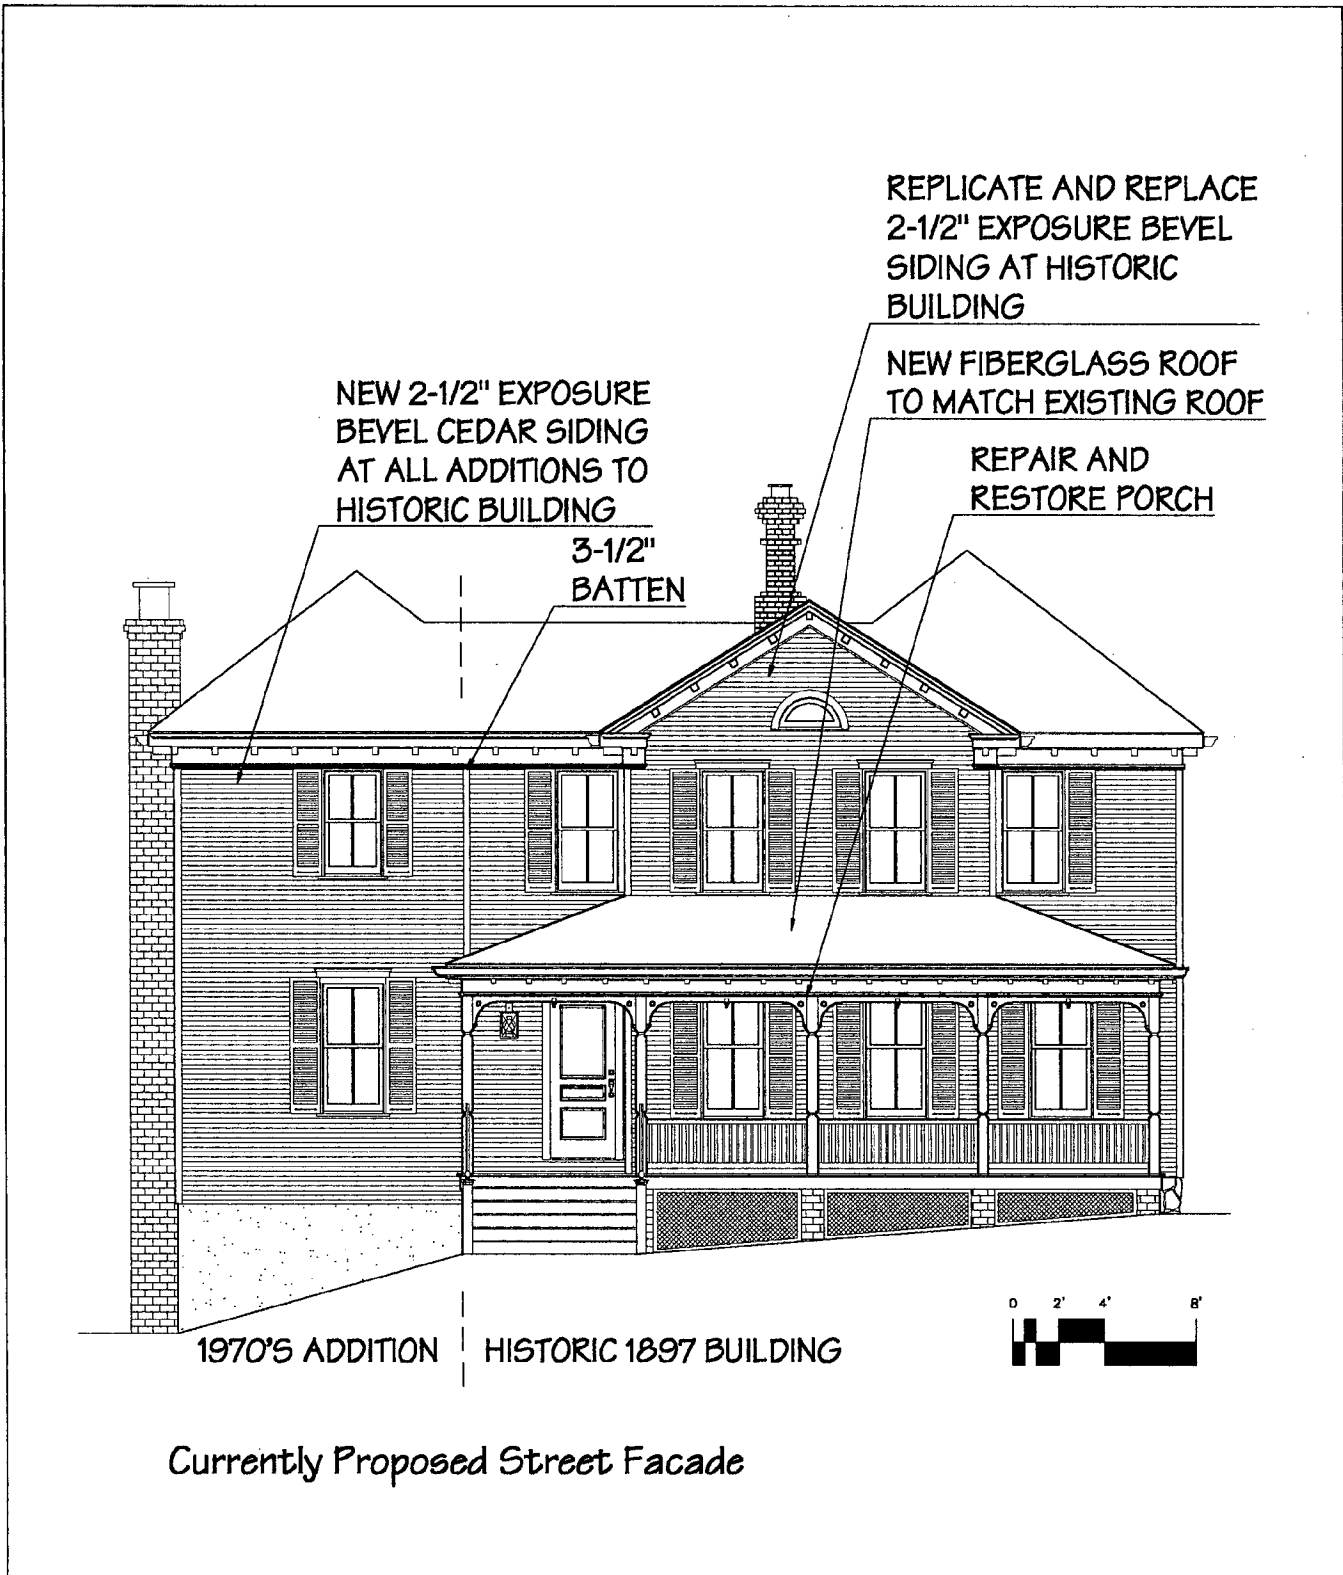 REPLICATE AND REPLACE
2-1/2" EXPOSURE BEVEL
SIDING AT HISTORIC
BUILDING
NEW FIBERGLASS ROOF
TO MATCH EXISTING ROOF
REPAIR AND
RESTORE PORCH
NEW 2-1/2" EXPOSURE
BEVEL CEDAR SIDING
AT ALL ADDITIONS TO
HISTORIC BUILDING
3-1/2"
BATTEN
0 2' 4' 8'
1970'S ADDITION HISTORIC 1897 BUILDING
Currently Proposed Street Facade